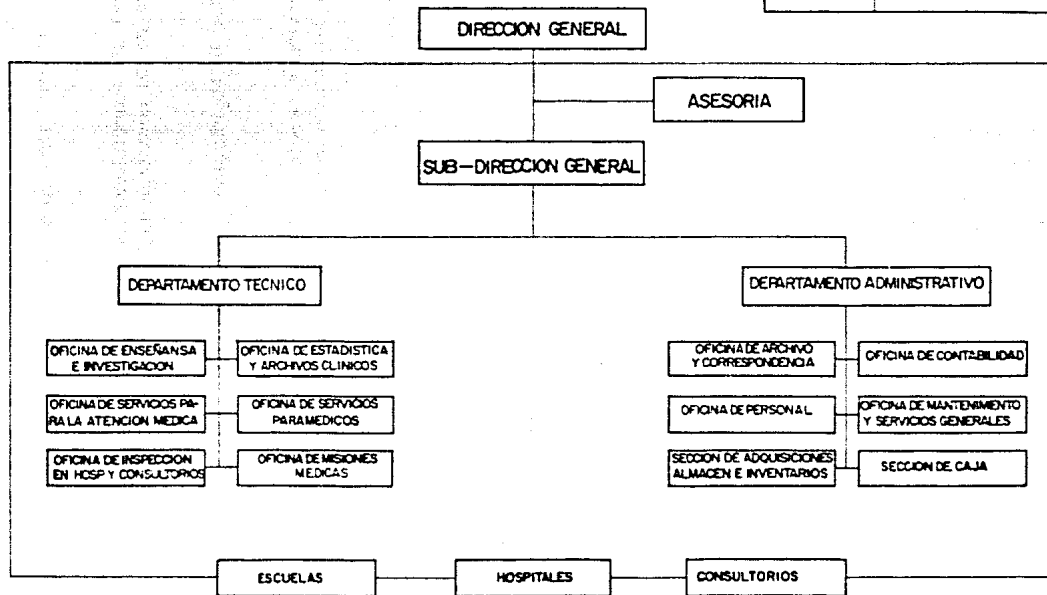 DIRECCION GENERAL
ASESORIA
SUB-DIRECCION GENERAL
DEPARTAMENTO TECNICO
DEPARTAMENTO ADMINISTRATIVO
OFICINA DE ENSEÑANSA
E INVESTIGACION
OFICINA DE ESTADISTICA
Y ARCHIVOS CLINICOS
OFICINA DE ARCHIVO
Y CORRESPONDENCIA
OFICINA DE CONTABILIDAD
OFICINA DE SERVICIOS PA-
RA LA ATENCION MEDICA
OFICINA DE SERVICIOS
PARAMEDICOS
OFICINA DE PERSONAL
OFICINA DE MANTENIMIENTO
Y SERVICIOS GENERALES
OFICINA DE INSPECCION
EN HOSP Y CONSULTORIOS
OFICINA DE MISIONES
MEDICAS
SECCION DE ADQUISICIONES
ALMACEN E INVENTARIOS
SECCION DE CAJA
ESCUELAS
HOSPITALES
CONSULTORIOS